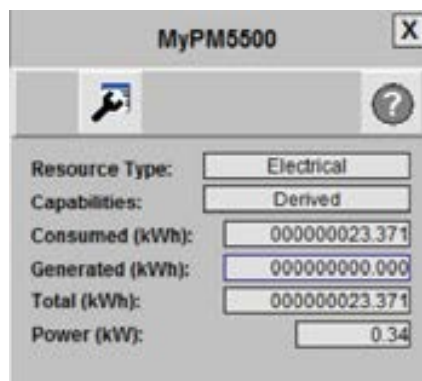 MyPM5500
X
?
Resource Type: Electrical
Capabilities: Derived
Consumed (kWh): 000000023.371
Generated (kWh): 000000000.000
Total (kWh): 000000023.371
Power (kW): 0.34